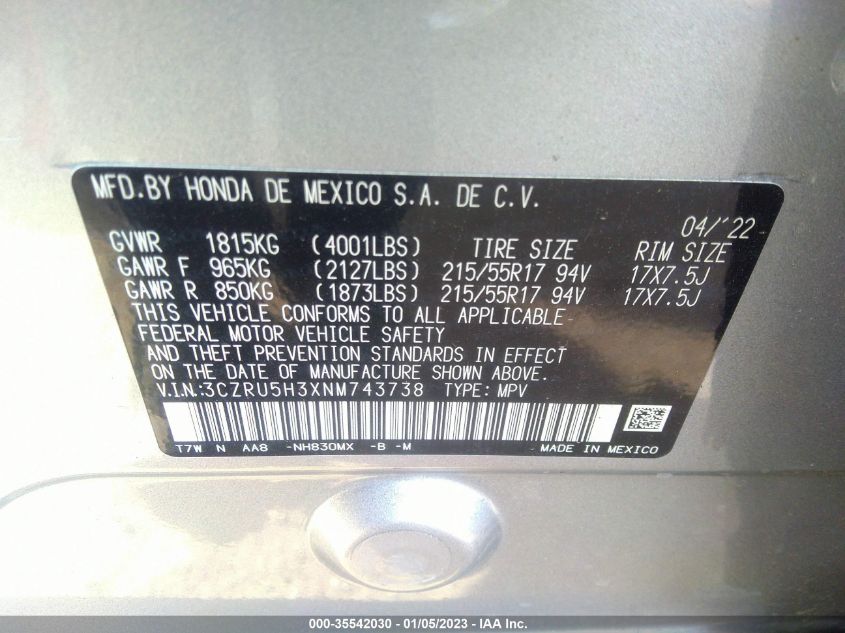 MFD.BY HONDA DE MEXICO S.A. DE C.V.
04/'22
GVWR 1815KG (4001LBS) TIRE SIZE RIM SIZE
GAWR F 965KG (2127LBS) 215/55R17 94V 17X7.5J
GAWR R 850KG (1873LBS) 215/55R17 94V 17X7.5J
THIS VEHICLE CONFORMS TO ALL APPLICABLE
FEDERAL MOTOR VEHICLE SAFETY
AND THEFT PREVENTION STANDARDS IN EFFECT
ON THE DATE OF MANUFACTURE SHOWN ABOVE.
V.I.N.:3CZRU5H3XNM743738 TYPE: MPV
T7W N AA8 -NH830MX -B -M MADE IN MEXICO
000-35542030 - 01/05/2023 - IAA Inc.